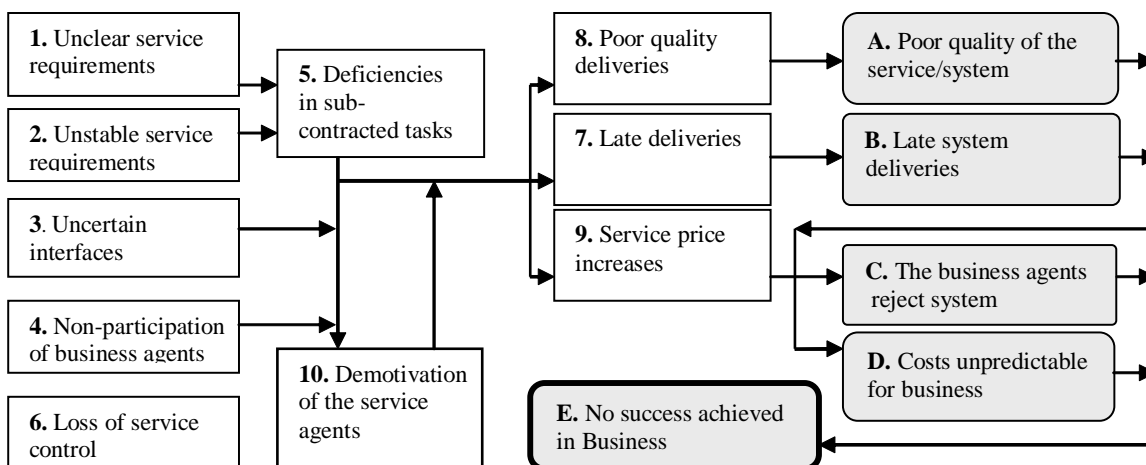 1. Unclear service
requirements
2. Unstable service
requirements
3. Uncertain
interfaces
4. Non-participation
of business agents
6. Loss of service
control
5. Deficiencies
in sub-
contracted tasks
10. Demotivation
of the service
agents
8. Poor quality
deliveries
7. Late deliveries
9. Service price
increases
A. Poor quality of the
service/system
B. Late system
deliveries
C. The business agents
reject system
D. Costs unpredictable
for business
E. No success achieved
in Business